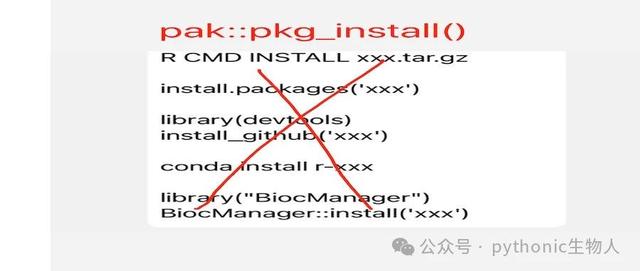 pak::pkg_install()
R CMD INSTALL xxx.tar.gz
install.packages('xxx')
library(devtools)
install_github('xxx')
conda install r-xxx
library("BiocManager")
BiocManager::install('xxx')
公众号 · pythonic生物人